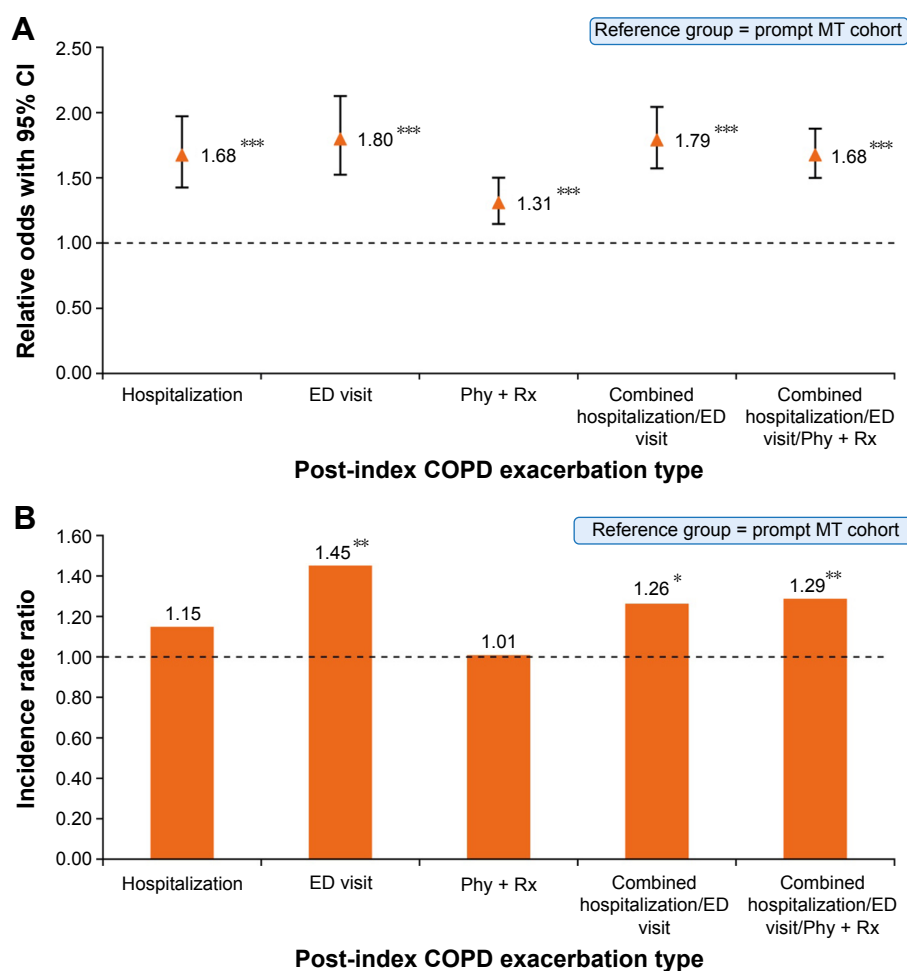 A
Reference group = prompt MT cohort
Relative odds with 95% CI
2.50
2.00
1.50
1.00
0.50
0.00
1.68 ***
1.80 ***
1.31 ***
1.79 ***
1.68 ***
Hospitalization
ED visit
Phy + Rx
Combined
hospitalization/ED
visit
Combined
hospitalization/ED
visit/Phy + Rx
Post-index COPD exacerbation type
B
Reference group = prompt MT cohort
Incidence rate ratio
1.60
1.40
1.20
1.00
0.80
0.60
0.40
0.20
0.00
1.15
1.45 **
1.01
1.26 *
1.29 **
Hospitalization
ED visit
Phy + Rx
Combined
hospitalization/ED
visit
Combined
hospitalization/ED
visit/Phy + Rx
Post-index COPD exacerbation type